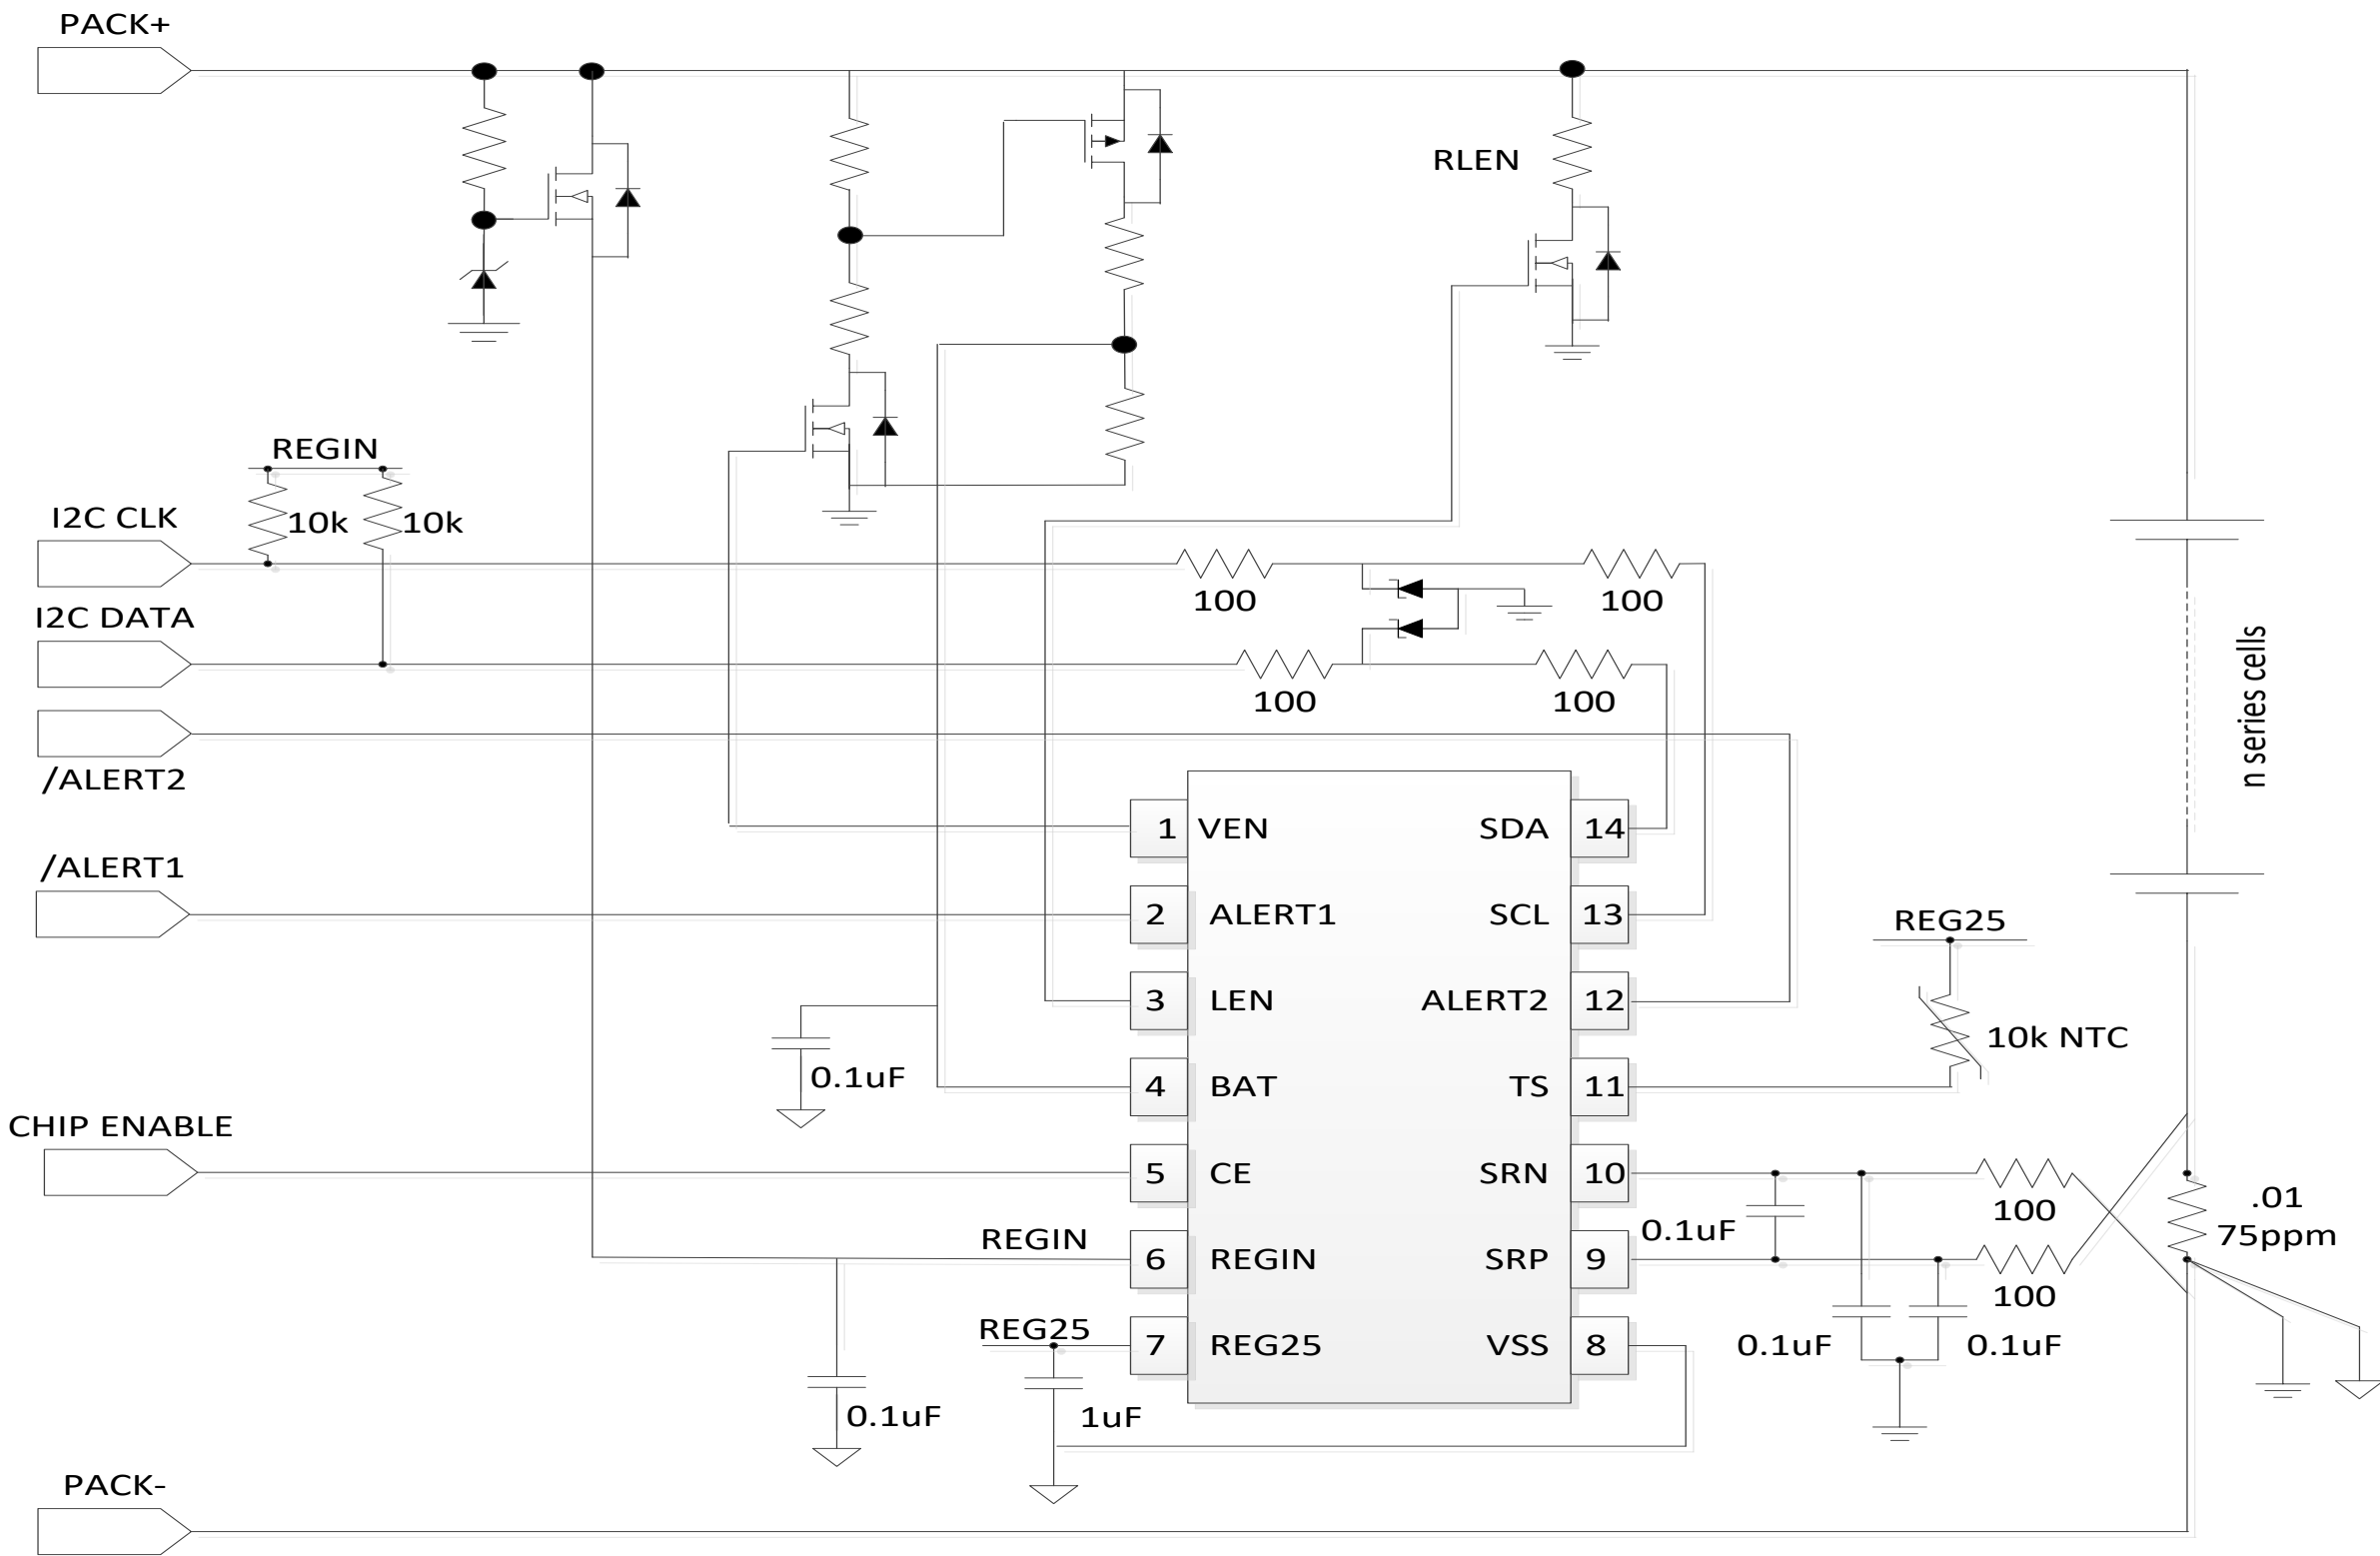 PACK+
RLEN
REGIN
I2C CLK
10k
10k
I2C DATA
100
100
100
100
/ALERT2
n series cells
1 VEN
SDA 14
/ALERT1
2 ALERT1
SCL 13
REG25
3 LEN
ALERT2 12
10k NTC
0.1uF
4 BAT
TS 11
CHIP ENABLE
5 CE
SRN 10
100
.01
75ppm
REGIN
6 REGIN
SRP 9
0.1uF
100
REG25
7 REG25
VSS 8
0.1uF
0.1uF
0.1uF
1uF
PACK-